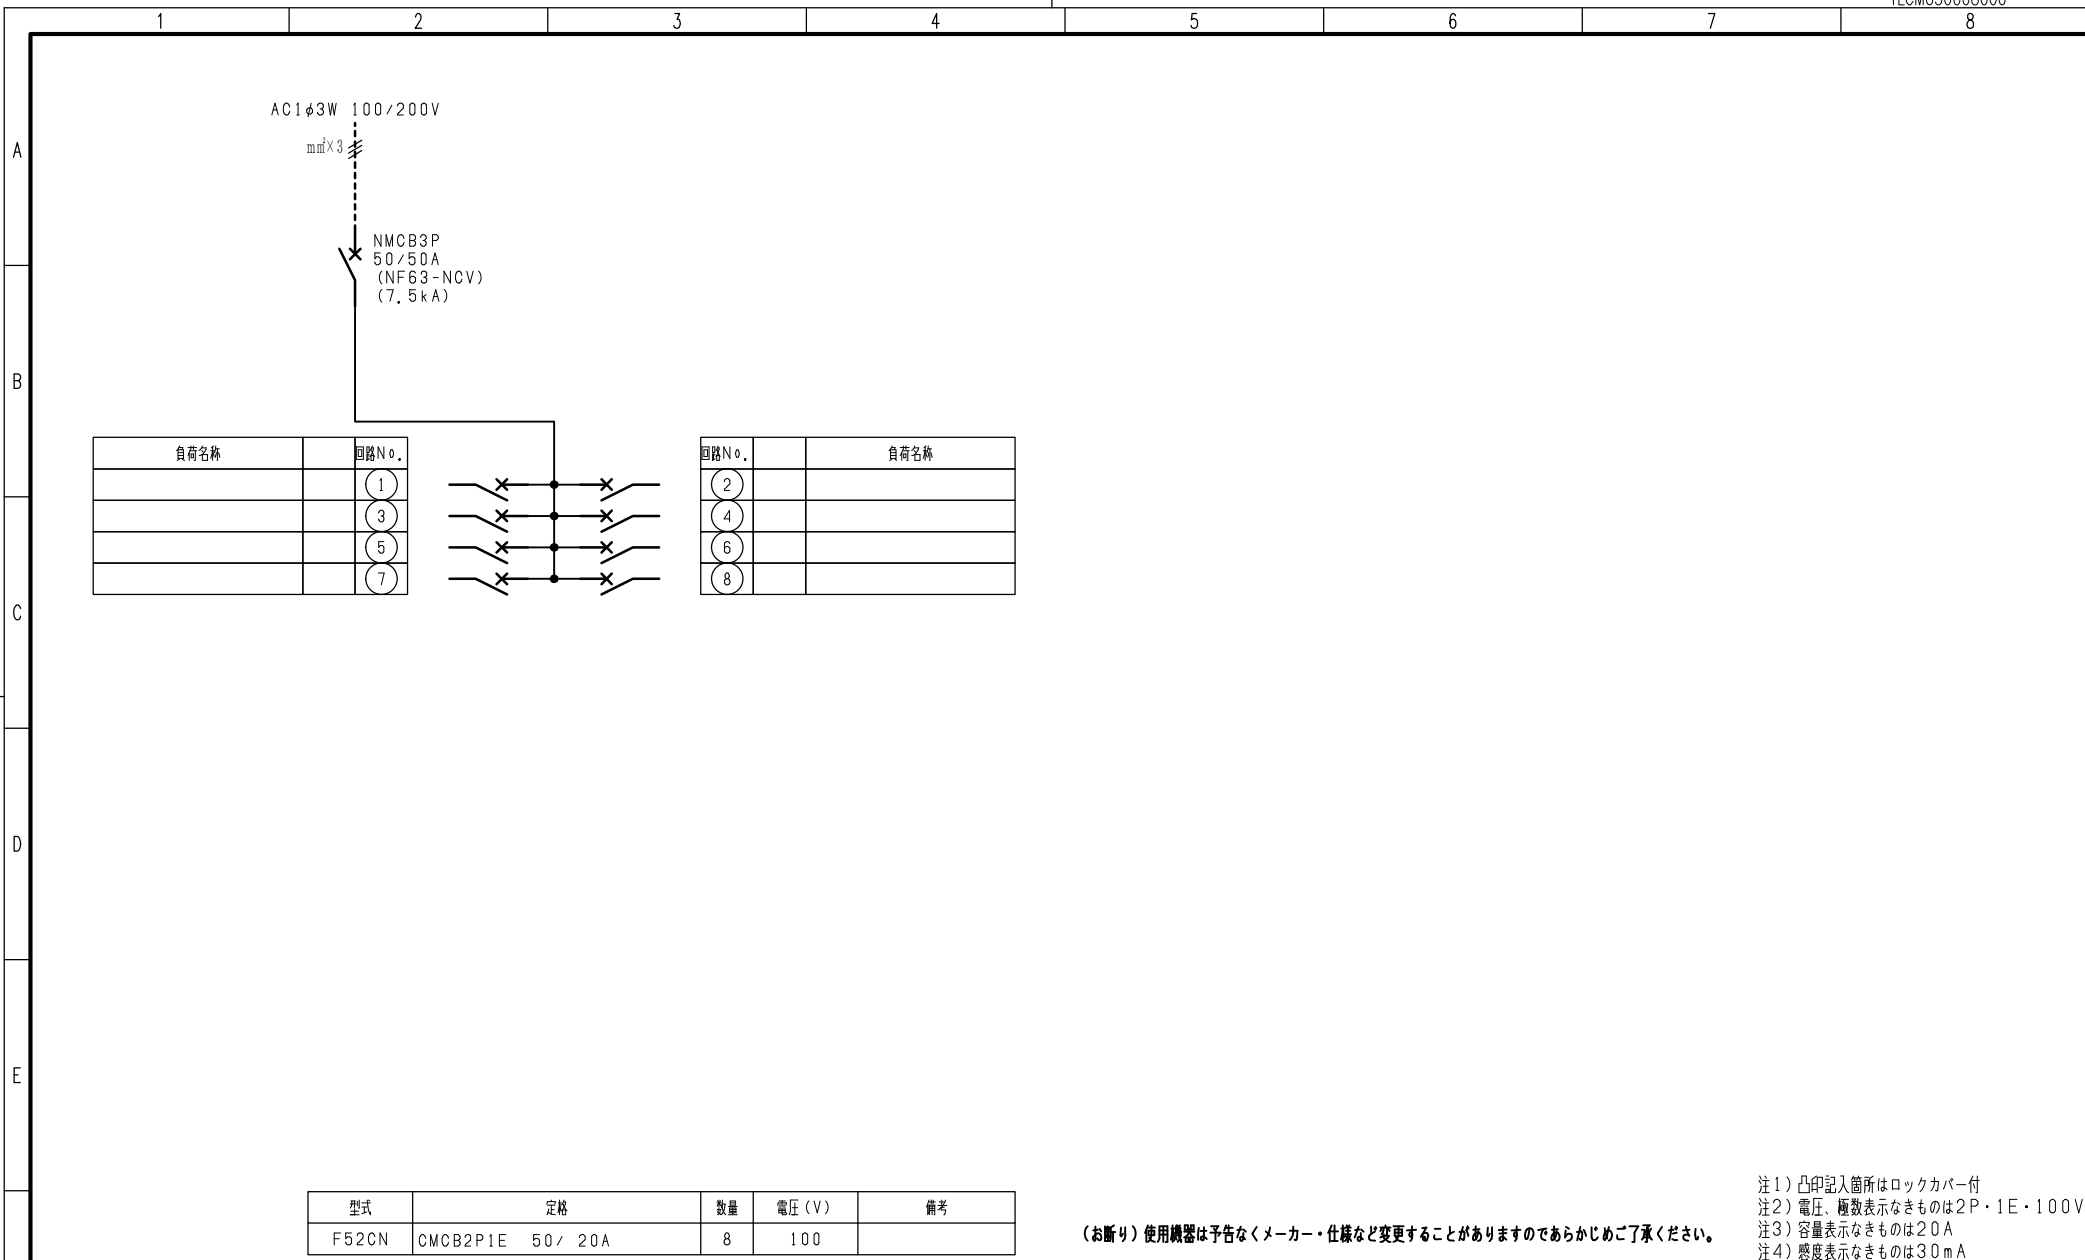 1 2 3 4 5 6 7 8
A
AC1φ3W 100/200V
mm²×3
NMCB3P
50/50A
(NF63-NCV)
(7.5kA)
B
負荷名称 回路No. 回路No. 負荷名称
1 2
3 4
5 6
7 8
C
D
E
型式 定格 数量 電圧(V) 備考
F52CN CMCB2P1E 50/ 20A 8 100
(お断り)使用機器は予告なくメーカー・仕様など変更することがありますのであらかじめご了承ください。
注1)凸印記入箇所はロックカバー付
注2)電圧、極数表示なきものは2P・1E・100V
注3)容量表示なきものは20A
注4)感度表示なきものは30mA